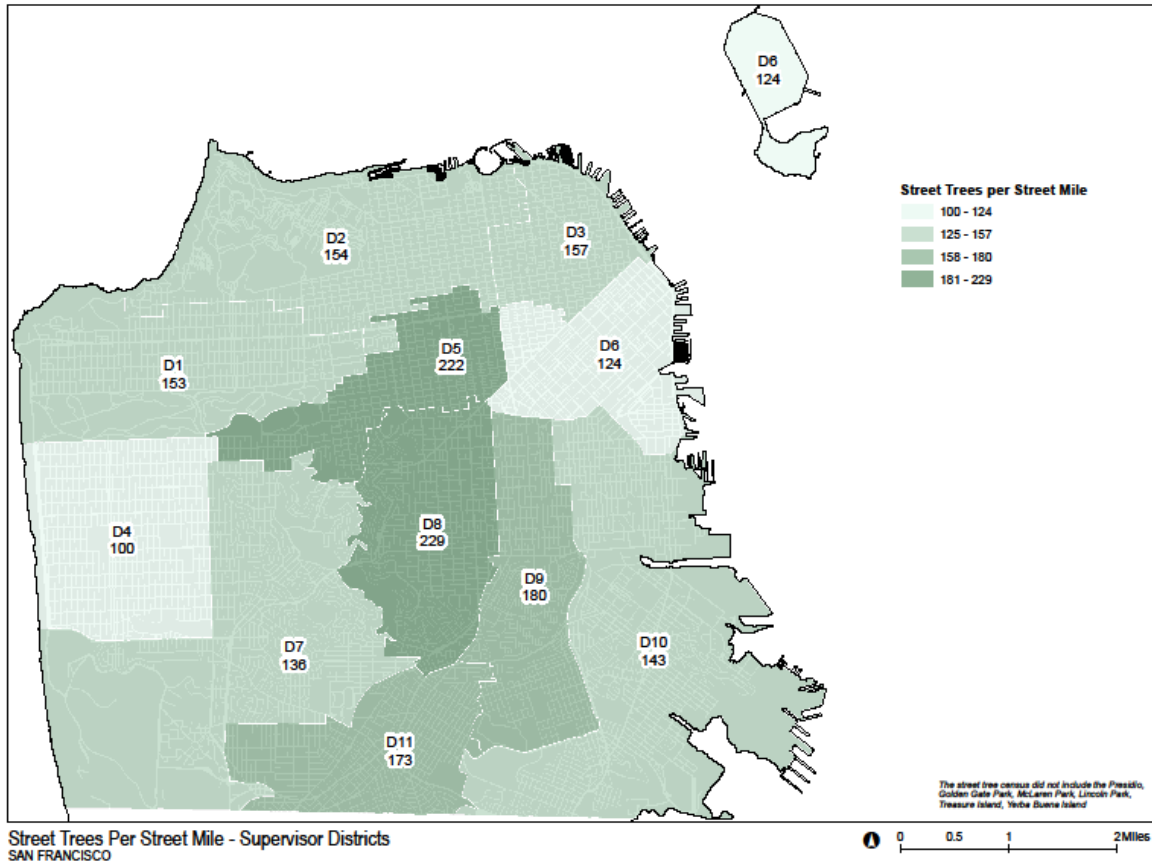 D6
124
Street Trees per Street Mile
100 - 124
125 - 157
158 - 180
181 - 229
D2
154
D3
157
D1
153
D5
222
D6
124
D4
100
D8
229
D9
180
D7
136
D10
143
D11
173
The street tree census did not include the Presidio,
Golden Gate Park, McLaren Park, Lincoln Park,
Treasure Island, Yerba Buena Island
Street Trees Per Street Mile - Supervisor Districts
SAN FRANCISCO
0 0.5 1 2 Miles